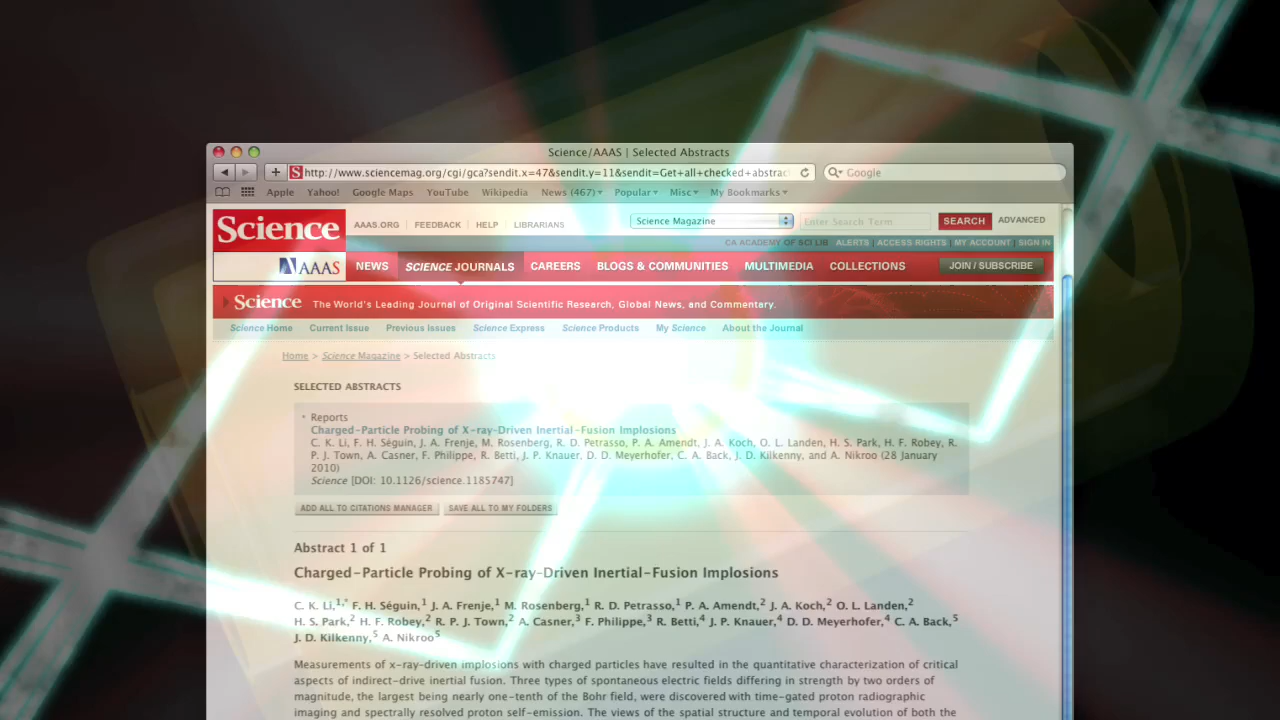 Science/AAAS | Selected Abstracts
http://www.sciencemag.org/cgi/gca?sendit.x=47&sendit.y=11&sendit=Get+all+checked+abstrac
Google
Apple Yahoo! Google Maps YouTube Wikipedia News (467) Popular Misc My Bookmarks
Science
AAAS.ORG FEEDBACK HELP LIBRARIANS
Science Magazine
Enter Search Term
SEARCH
ADVANCED
CA ACADEMY OF SCI LIB ALERTS | ACCESS RIGHTS | MY ACCOUNT | SIGN IN
AAAS
NEWS SCIENCE JOURNALS CAREERS BLOGS & COMMUNITIES MULTIMEDIA COLLECTIONS JOIN / SUBSCRIBE
Science The World's Leading Journal of Original Scientific Research, Global News, and Commentary.
Science Home Current Issue Previous Issues Science Express Science Products My Science About the Journal
Home > Science Magazine > Selected Abstracts
SELECTED ABSTRACTS
• Reports
Charged-Particle Probing of X-ray-Driven Inertial-Fusion Implosions
C. K. Li, F. H. Séguin, J. A. Frenje, M. Rosenberg, R. D. Petrasso, P. A. Amendt, J. A. Koch, O. L. Landen, H. S. Park, H. F. Robey, R.
P. J. Town, A. Casner, F. Philippe, R. Betti, J. P. Knauer, D. D. Meyerhofer, C. A. Back, J. D. Kilkenny, and A. Nikroo (28 January
2010)
Science [DOI: 10.1126/science.1185747]
ADD ALL TO CITATIONS MANAGER SAVE ALL TO MY FOLDERS
Abstract 1 of 1
Charged-Particle Probing of X-ray-Driven Inertial-Fusion Implosions
C. K. Li,1,* F. H. Séguin,1 J. A. Frenje,1 M. Rosenberg,1 R. D. Petrasso,1 P. A. Amendt,2 J. A. Koch,2 O. L. Landen,2
H. S. Park,2 H. F. Robey,2 R. P. J. Town,2 A. Casner,3 F. Philippe,3 R. Betti,4 J. P. Knauer,4 D. D. Meyerhofer,4 C. A. Back,5
J. D. Kilkenny,5 A. Nikroo5
Measurements of x-ray-driven implosions with charged particles have resulted in the quantitative characterization of critical
aspects of indirect-drive inertial fusion. Three types of spontaneous electric fields differing in strength by two orders of
magnitude, the largest being nearly one-tenth of the Bohr field, were discovered with time-gated proton radiographic
imaging and spectrally resolved proton self-emission. The views of the spatial structure and temporal evolution of both the